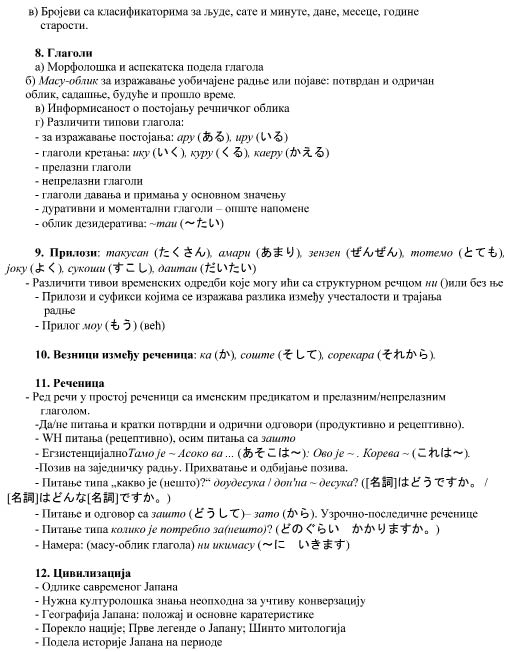 в) Бројеви са класификаторима за људе, сате и минуте, дане, месеце, године
старости.
8. Глаголи
а) Морфолошка и аспекатска подела глагола
б) Масу-облик за изражавање уобичајене радње или појаве: потврдан и одричан
облик, садашње, будуће и прошло време.
в) Информисаност о постојању речничког облика
г) Различити типови глагола:
- за изражавање постојања: ару (ある), иру (いる)
- глаголи кретања: ику (いく), куру (くる), каеру (かえる)
- прелазни глаголи
- непрелазни глаголи
- глаголи давања и примања у основном значењу
- дуративни и моментални глаголи – опште напомене
- облик дезидератива: ~таи (〜たい)
9. Прилози: такусан (たくさん), амари (あまり), зензен (ぜんぜん), тотемо (とても),
јоку (よく), сукоши (すこし), даитаи (だいたい)
- Различити тивои временских одредби које могу ићи са структурном речцом ни ()или без ње
- Прилози и суфикси којима се изражава разлика између учесталости и трајања
радње
- Прилог моу (もう) (већ)
10. Везници између реченица: ка (か), соште (そして), сорекара (それから).
11. Реченица
- Ред речи у простој реченици са именским предикатом и прелазним/непрелазним
глаголом.
-Да/не питања и кратки потврдни и одрични одговори (продуктивно и рецептивно).
- WH питања (рецептивно), осим питања са зашто
- ЕгзистенцијалноТамо је ~ Асоко ва ... (あそこは〜): Ово је ~ . Корева ~ (これは〜).
-Позив на заједничку радњу. Прихватање и одбијање позива.
- Питање типа „какво је (нешто)?“ доудесука / дон'на ~ десука? ([名詞]はどうですか。 /
[名詞]はどんな[名詞]ですか。)
- Питање и одговор са зашто (どうして)– зато (から). Узрочно-последичне реченице
- Питање типа колико је потребно за(нешто)? (どのぐらい　かかりますか。)
- Намера: (масу-облик глагола) ни икимасу (〜に　いきます)
12. Цивилизација
- Одлике савременог Јапана
- Нужна културолошка знања неопходна за учтиву конверзацију
- Географија Јапана: положај и основне каратеристике
- Порекло нације; Прве легенде о Јапану; Шинто митологија
- Подела историје Јапана на периоде